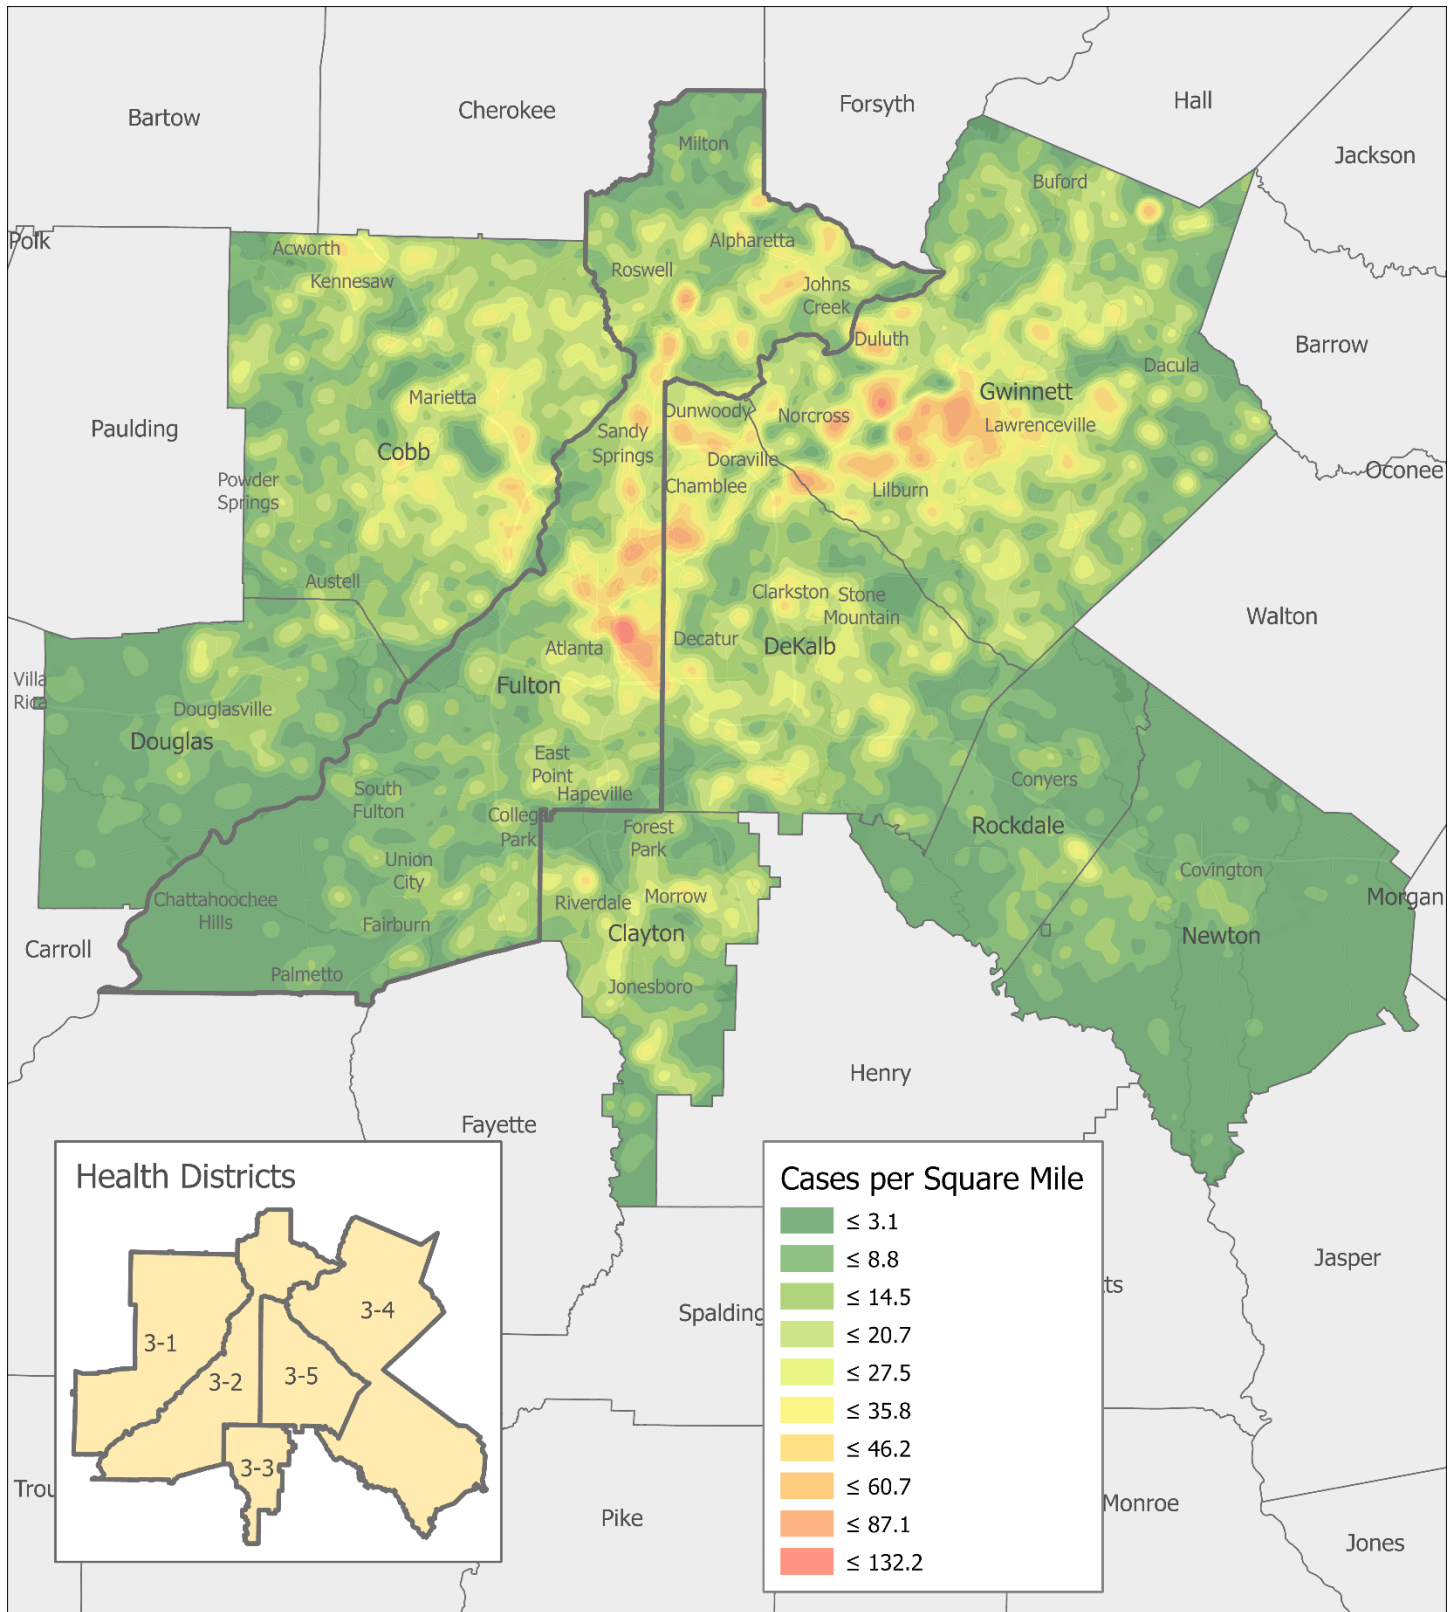 Bartow
Cherokee
Forsyth
Hall
Jackson
Milton
Buford
Polk
Acworth
Alpharetta
Kennesaw
Roswell
Johns
Creek
Duluth
Barrow
Dacula
Gwinnett
Marietta
Paulding
Dunwoody
Norcross
Lawrenceville
Sandy
Springs
Cobb
Doraville
Oconee
Powder
Springs
Chamblee
Lilburn
Austell
Clarkston
Stone
Mountain
Walton
Atlanta
Decatur
DeKalb
Villa
Rica
Fulton
Douglasville
Douglas
East
Point
Hapeville
Conyers
South
Fulton
College
Park
Forest
Park
Rockdale
Union
City
Covington
Chattahoochee
Hills
Riverdale
Morrow
Morgan
Fairburn
Clayton
Newton
Carroll
Palmetto
Jonesboro
Henry
Fayette
Health Districts
3-1
3-2
3-3
3-4
3-5
Cases per Square Mile
≤ 3.1
≤ 8.8
≤ 14.5
≤ 20.7
≤ 27.5
≤ 35.8
≤ 46.2
≤ 60.7
≤ 87.1
≤ 132.2
Jasper
ts
Spalding
Trou
Pike
Monroe
Jones